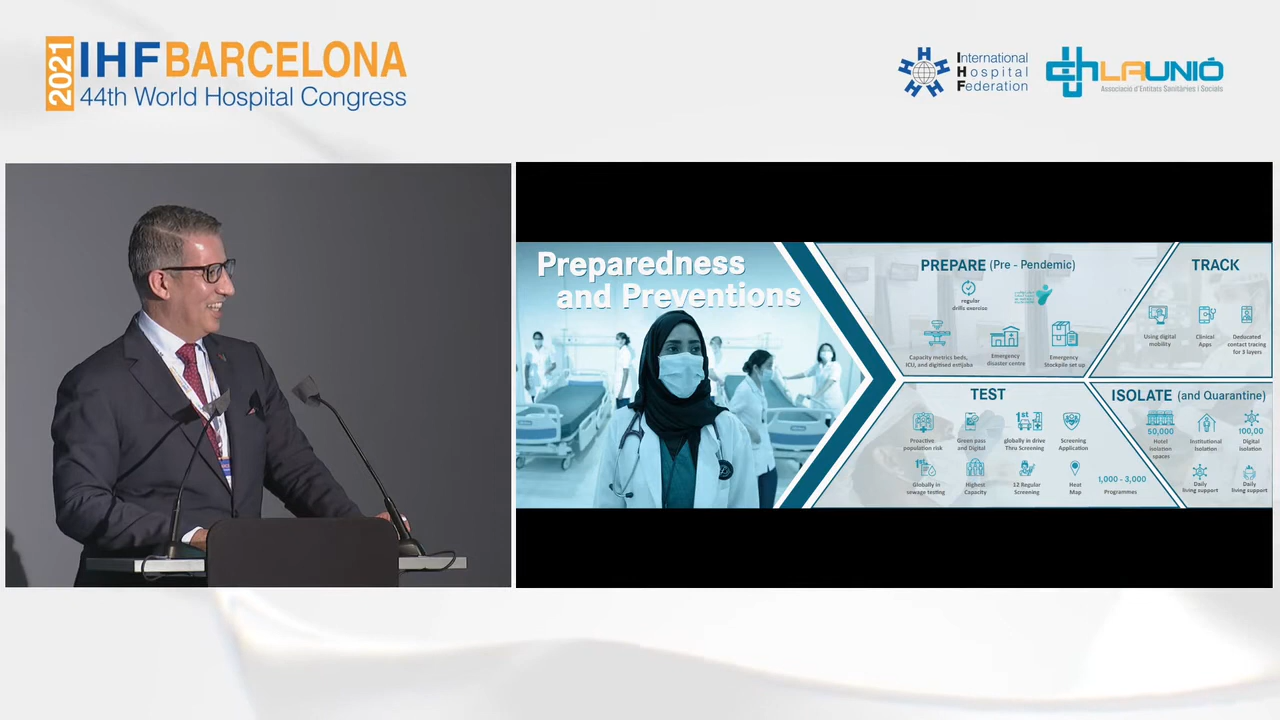 2021
IHF BARCELONA
44th World Hospital Congress
International
Hospital
Federation
LAUNIÓ
Associació d'Entitats Sanitàries i Socials
Preparedness
and Preventions
PREPARE (Pre - Pendemic)
regular
drills exercise
Capacity metrics beds,
ICU, and digitised emjaba
Emergency
disaster centre
Emergency
Stockpile set up
TRACK
Using digital
mobility
Clinical
Apps
Dedicated
contact tracing
for 3 layers
TEST
Proactive
population risk
Green pass
and Digital
1st
globally in drive
Thru Screening
Screening
Application
1st
Globally in
sewage testing
Highest
Capacity
12 Regular
Screening
Heat
Map
1,000 - 3,000
Programmes
ISOLATE (and Quarantine)
50,000
Hotel
isolation
spaces
Institutional
Isolation
100,00
Digital
Isolation
Daily
living support
Daily
living support